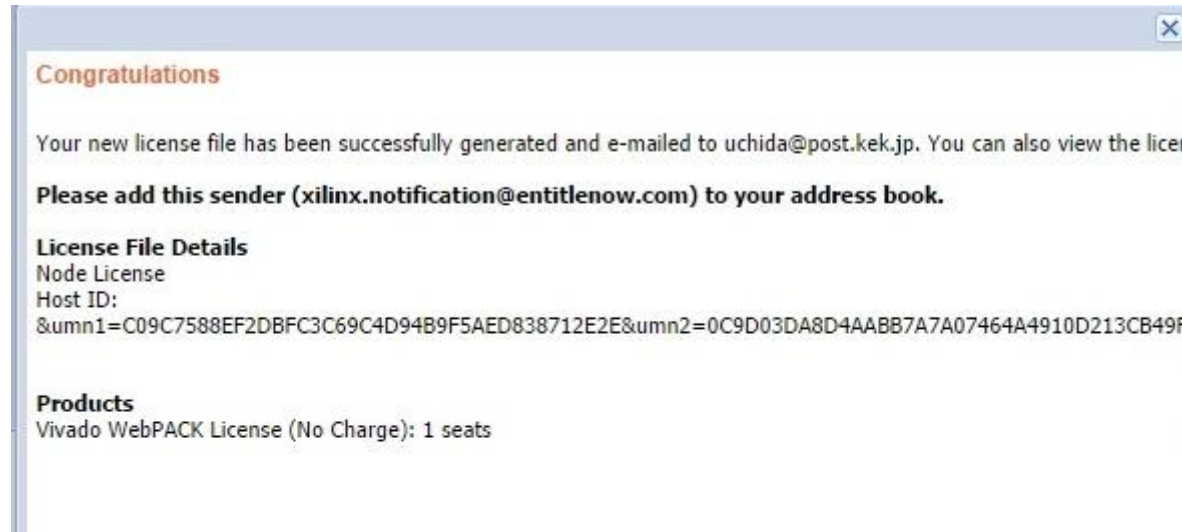 Congratulations
Your new license file has been successfully generated and e-mailed to uchida@post.kek.jp. You can also view the
Please add this sender (xilinx.notification@entitlenow.com) to your address book.
License File Details
Node License
Host ID:
&umn1=C09C7588EF2DBFC3C69C4D94B9F5AED838712E2E&umn2=0C9D03DA8D4AABB7A7A07464A4910D213CB49
Products
Vivado WebPACK License (No Charge): 1 seats